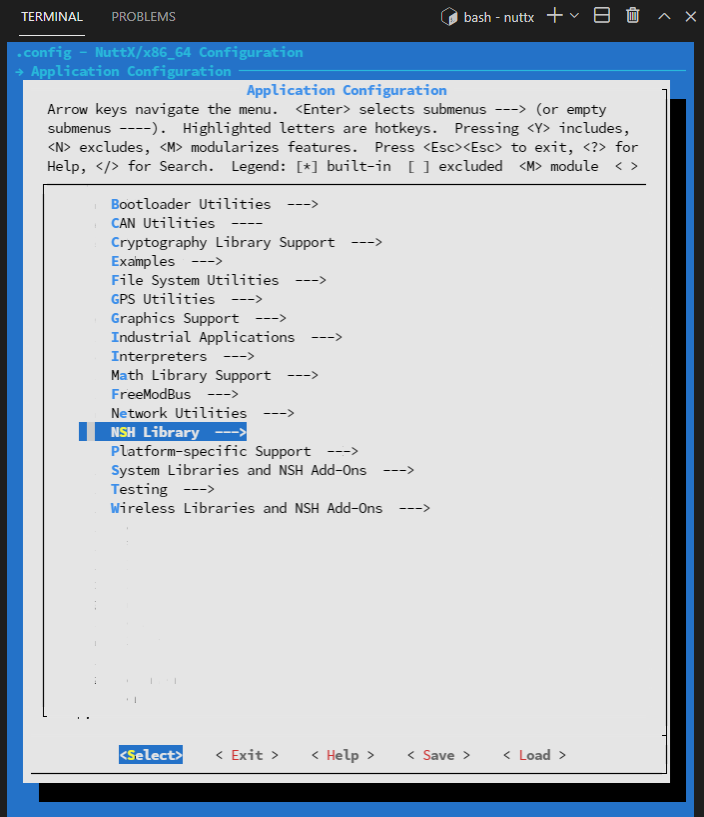 TERMINAL PROBLEMS bash - nuttx
.config - NuttX/x86_64 Configuration
→ Application Configuration
Application Configuration
Arrow keys navigate the menu. <Enter> selects submenus ---> (or empty
submenus ----). Highlighted letters are hotkeys. Pressing <Y> includes,
<N> excludes, <M> modularizes features. Press <Esc><Esc> to exit, <?> for
Help, </> for Search. Legend: [*] built-in [ ] excluded <M> module < >
Bootloader Utilities --->
CAN Utilities ----
Cryptography Library Support --->
Examples --->
File System Utilities --->
GPS Utilities --->
Graphics Support --->
Industrial Applications --->
Interpreters --->
Math Library Support --->
FreeModBus --->
Network Utilities --->
NSH Library --->
Platform-specific Support --->
System Libraries and NSH Add-Ons --->
Testing --->
Wireless Libraries and NSH Add-Ons --->
<Select> < Exit > < Help > < Save > < Load >